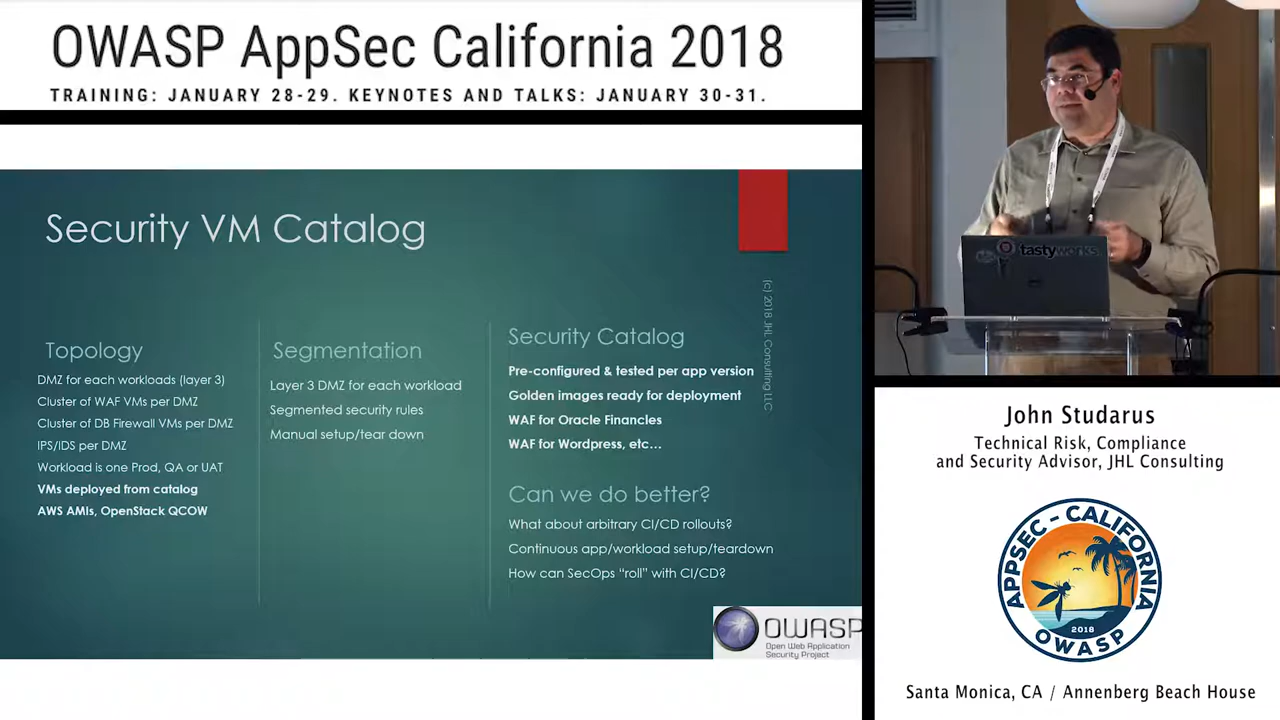 OWASP AppSec California 2018
TRAINING: JANUARY 28-29. KEYNOTES AND TALKS: JANUARY 30-31.
Security VM Catalog
(c) 2018 JHL Consulting LLC
Topology
DMZ for each workloads (layer 3)
Cluster of WAF VMs per DMZ
Cluster of DB Firewall VMs per DMZ
IPS/IDS per DMZ
Workload is one Prod, QA or UAT
VMs deployed from catalog
AWS AMIs, OpenStack QCOW
Segmentation
Layer 3 DMZ for each workload
Segmented security rules
Manual setup/tear down
Security Catalog
Pre-configured & tested per app version
Golden images ready for deployment
WAF for Oracle Financles
WAF for Wordpress, etc...
Can we do better?
What about arbitrary CI/CD rollouts?
Continuous app/workload setup/teardown
How can SecOps “roll” with CI/CD?
OWASP
Open Web Application
Security Project
tastyworks
John Studarus
Technical Risk, Compliance
and Security Advisor, JHL Consulting
APPSEC - CALIFORNIA
2018
OWASP
Santa Monica, CA / Annenberg Beach House